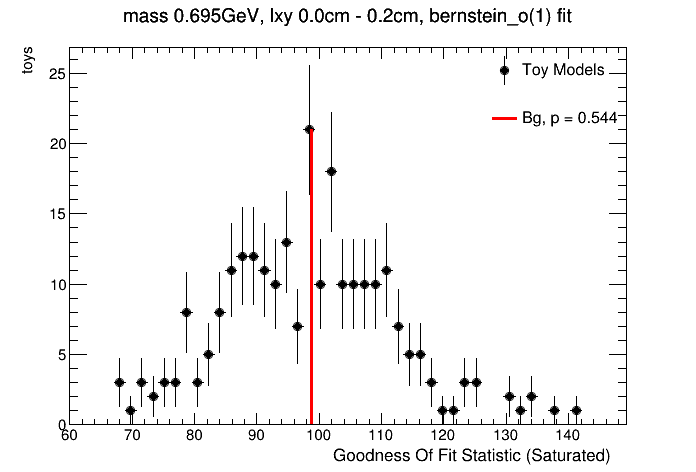 mass 0.695GeV, lxy 0.0cm - 0.2cm, bernstein_o(1) fit
toys
Toy Models
Bg, p = 0.544
25
20
15
10
5
0
60 70 80 90 100 110 120 130 140
Goodness Of Fit Statistic (Saturated)